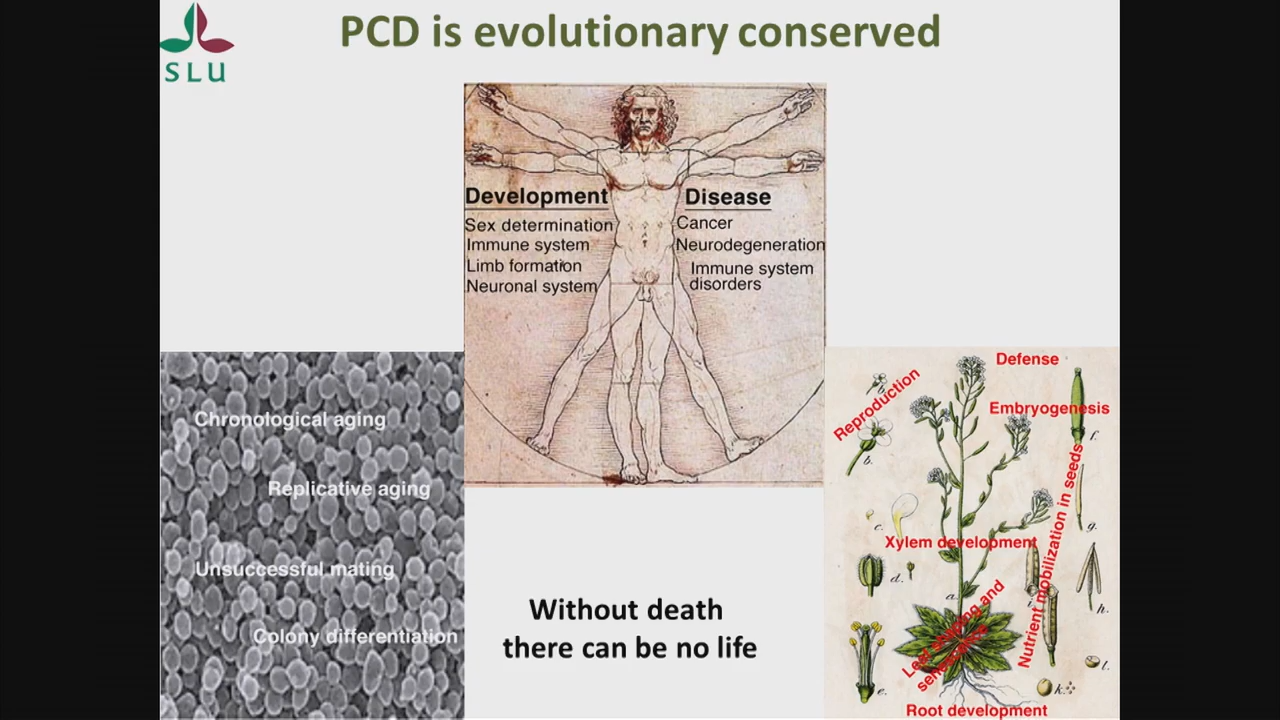 PCD is evolutionary conserved
SLU
Development
Sex determination
Immune system
Limb formation
Neuronal system
Disease
Cancer
Neurodegeneration
Immune system
disorders
Chronological aging
Replicative aging
Unsuccessful mating
Colony differentiation
Without death
there can be no life
Defense
Reproduction
Embryogenesis
Xylem development
Nutrient mobilization in seeds
Leaf and
Root development
b.
f.
c.
g.
d.
a.
i.
h.
e.
k.
l.